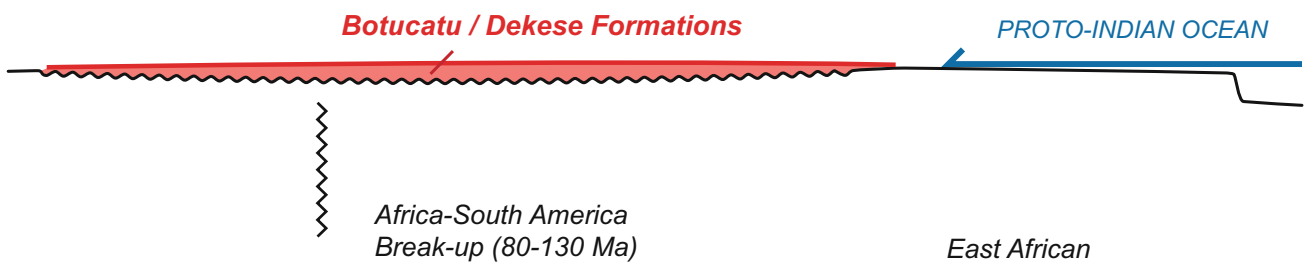 Botucatu / Dekese Formations
PROTO-INDIAN OCEAN
Africa-South America
Break-up (80-130 Ma)
East African